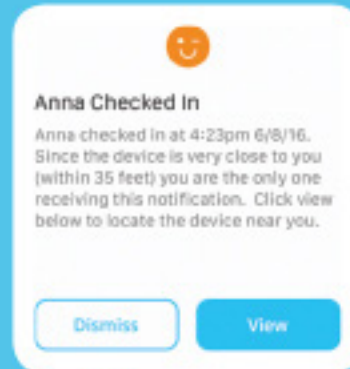 Anna Checked In
Anna checked in at 4:23pm 6/8/16.
Since the device is very close to you
(within 35 feet) you are the only one
receiving this notification. Click view
below to locate the device near you.
Dismiss
View